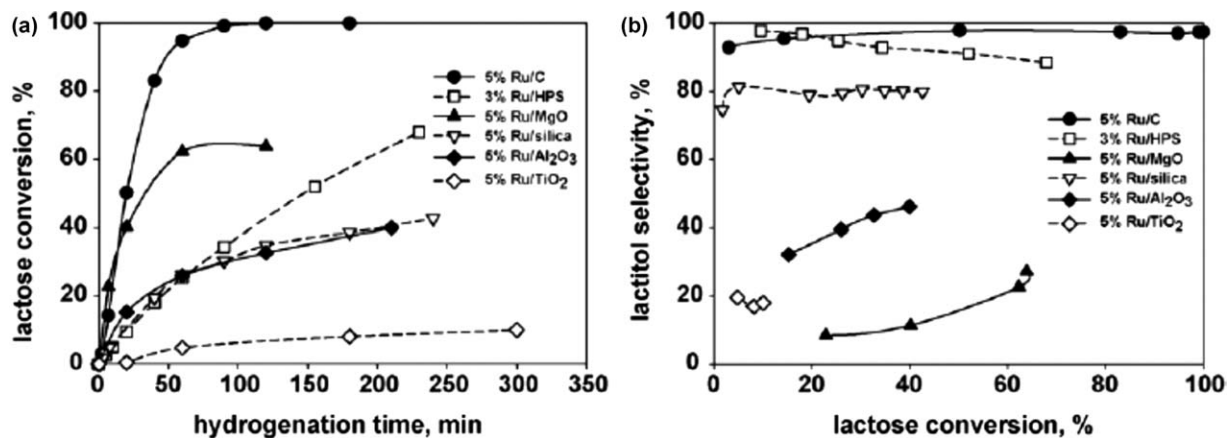 (a)
100
80
60
40
20
0
lactose conversion, %
5% Ru/C
3% Ru/HPS
5% Ru/MgO
5% Ru/silica
5% Ru/Al2O3
5% Ru/TiO2
0 50 100 150 200 250 300 350
hydrogenation time, min
(b)
100
80
60
40
20
0
lactitol selectivity, %
5% Ru/C
3% Ru/HPS
5% Ru/MgO
5% Ru/silica
5% Ru/Al2O3
5% Ru/TiO2
0 20 40 60 80 100
lactose conversion, %